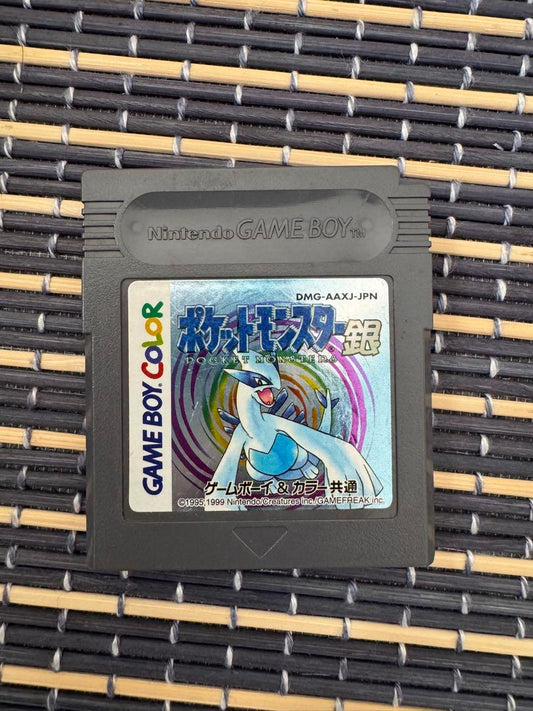 Nintendo GAME BOY TM
DMG-AAXJ-JPN
ポケットモンスター銀
POCKET MONSTERS
GAME BOY COLOR
ゲームボーイ&カラー共通
©1995,1999 Nintendo/Creatures inc./GAMEFREAK inc.